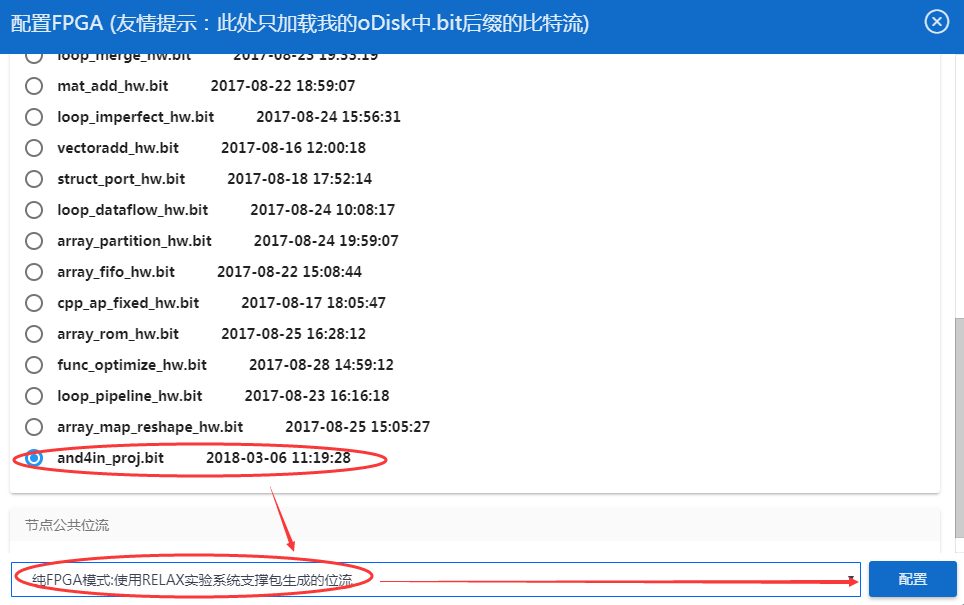 配置FPGA (友情提示：此处只加载我的oDisk中.bit后缀的比特流)
loop_merge_hw.bit 2017-08-23 19:33:19
mat_add_hw.bit 2017-08-22 18:59:07
loop_imperfect_hw.bit 2017-08-24 15:56:31
vectoradd_hw.bit 2017-08-16 12:00:18
struct_port_hw.bit 2017-08-18 17:52:14
loop_dataflow_hw.bit 2017-08-24 10:08:17
array_partition_hw.bit 2017-08-24 19:59:07
array_fifo_hw.bit 2017-08-22 15:08:44
cpp_ap_fixed_hw.bit 2017-08-17 18:05:47
array_rom_hw.bit 2017-08-25 16:28:12
func_optimize_hw.bit 2017-08-28 14:59:12
loop_pipeline_hw.bit 2017-08-23 16:16:18
array_map_reshape_hw.bit 2017-08-25 15:05:27
and4in_proj.bit 2018-03-06 11:19:28
节点公共位流
纯FPGA模式:使用RELAX实验系统支撑包生成的位流
配置